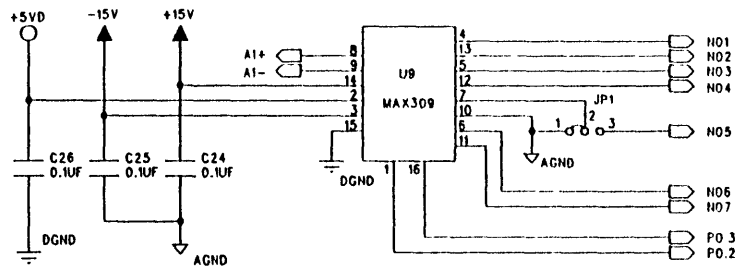 +5VD -15V +15V
A1+ 8
A1- 9
14
2
3
15
U9
MAX309
4 NO1
13 NO2
5 NO3
12 NO4
7 JP1
10 1 2 3 NO5
6
11
AGND
DGND
1 16
C26
0.1UF
C25
0.1UF
C24
0.1UF
NO6
NO7
DGND
AGND
P0.3
P0.2